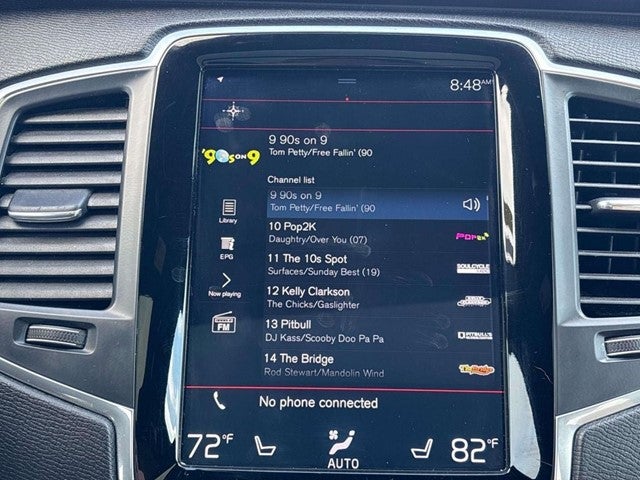 8:48AM
9 90s on 9
Tom Petty/Free Fallin' (90
'90s ON 9
Channel list
9 90s on 9
Tom Petty/Free Fallin' (90
Library
10 Pop2K
Daughtry/Over You (07)
EPG
11 The 10s Spot
Surfaces/Sunday Best (19)
SOULCYCLE
Now playing
12 Kelly Clarkson
The Chicks/Gaslighter
FM
13 Pitbull
DJ Kass/Scooby Doo Pa Pa
PITBULL'S
14 The Bridge
Rod Stewart/Mandolin Wind
No phone connected
72°F
AUTO
82°F